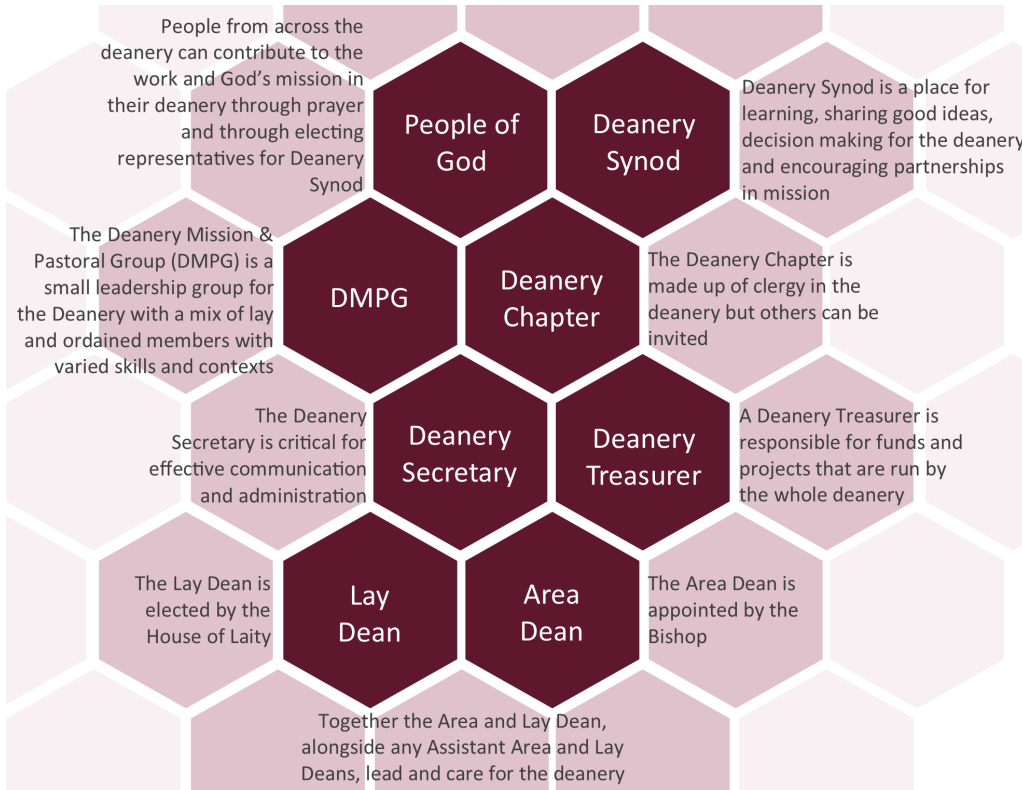 People from across the
deanery can contribute to the
work and God's mission in
their deanery through prayer
and through electing
representatives for Deanery
Synod
People of
God
Deanery
Synod
Deanery Synod is a place for
learning, sharing good ideas,
decision making for the deanery
and encouraging partnerships
in mission
The Deanery Mission &
Pastoral Group (DMPG) is a
small leadership group for
the Deanery with a mix of lay
and ordained members with
varied skills and contexts
DMPG
Deanery
Chapter
The Deanery Chapter is
made up of clergy in the
deanery but others can be
invited
The Deanery
Secretary is critical for
effective communication
and administration
Deanery
Secretary
Deanery
Treasurer
A Deanery Treasurer is
responsible for funds and
projects that are run by
the whole deanery
The Lay Dean is
elected by the
House of Laity
Lay
Dean
Area
Dean
The Area Dean is
appointed by the
Bishop
Together the Area and Lay Dean,
alongside any Assistant Area and Lay
Deans, lead and care for the deanery